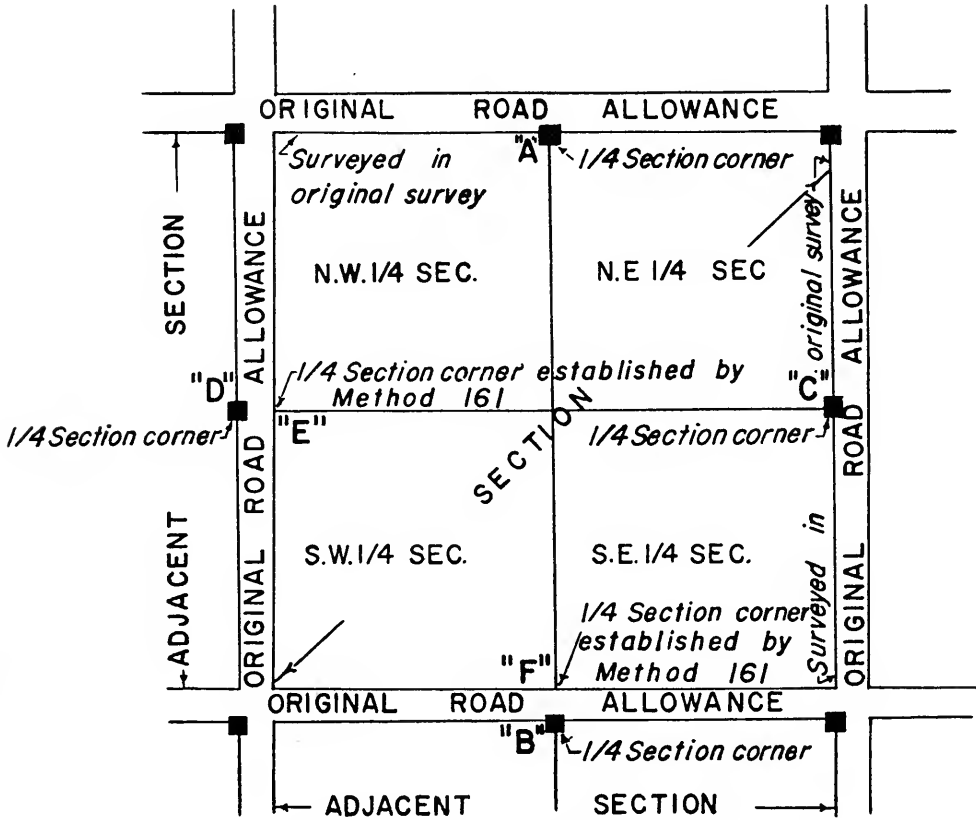 ORIGINAL ROAD ALLOWANCE
"A"
Surveyed in
original survey
1/4 Section corner
SECTION
ORIGINAL ROAD ALLOWANCE
N.W. 1/4 SEC.
N.E 1/4 SEC
Surveyed in original survey
ORIGINAL ROAD ALLOWANCE
"D"
1/4 Section corner established by
Method 161
"C"
1/4 Section corner
"E"
1/4 Section corner
SECTION
ADJACENT
S.W. 1/4 SEC.
S.E. 1/4 SEC.
1/4 Section corner
established by
Method 161
"F"
ORIGINAL ROAD ALLOWANCE
"B"
1/4 Section corner
ADJACENT SECTION